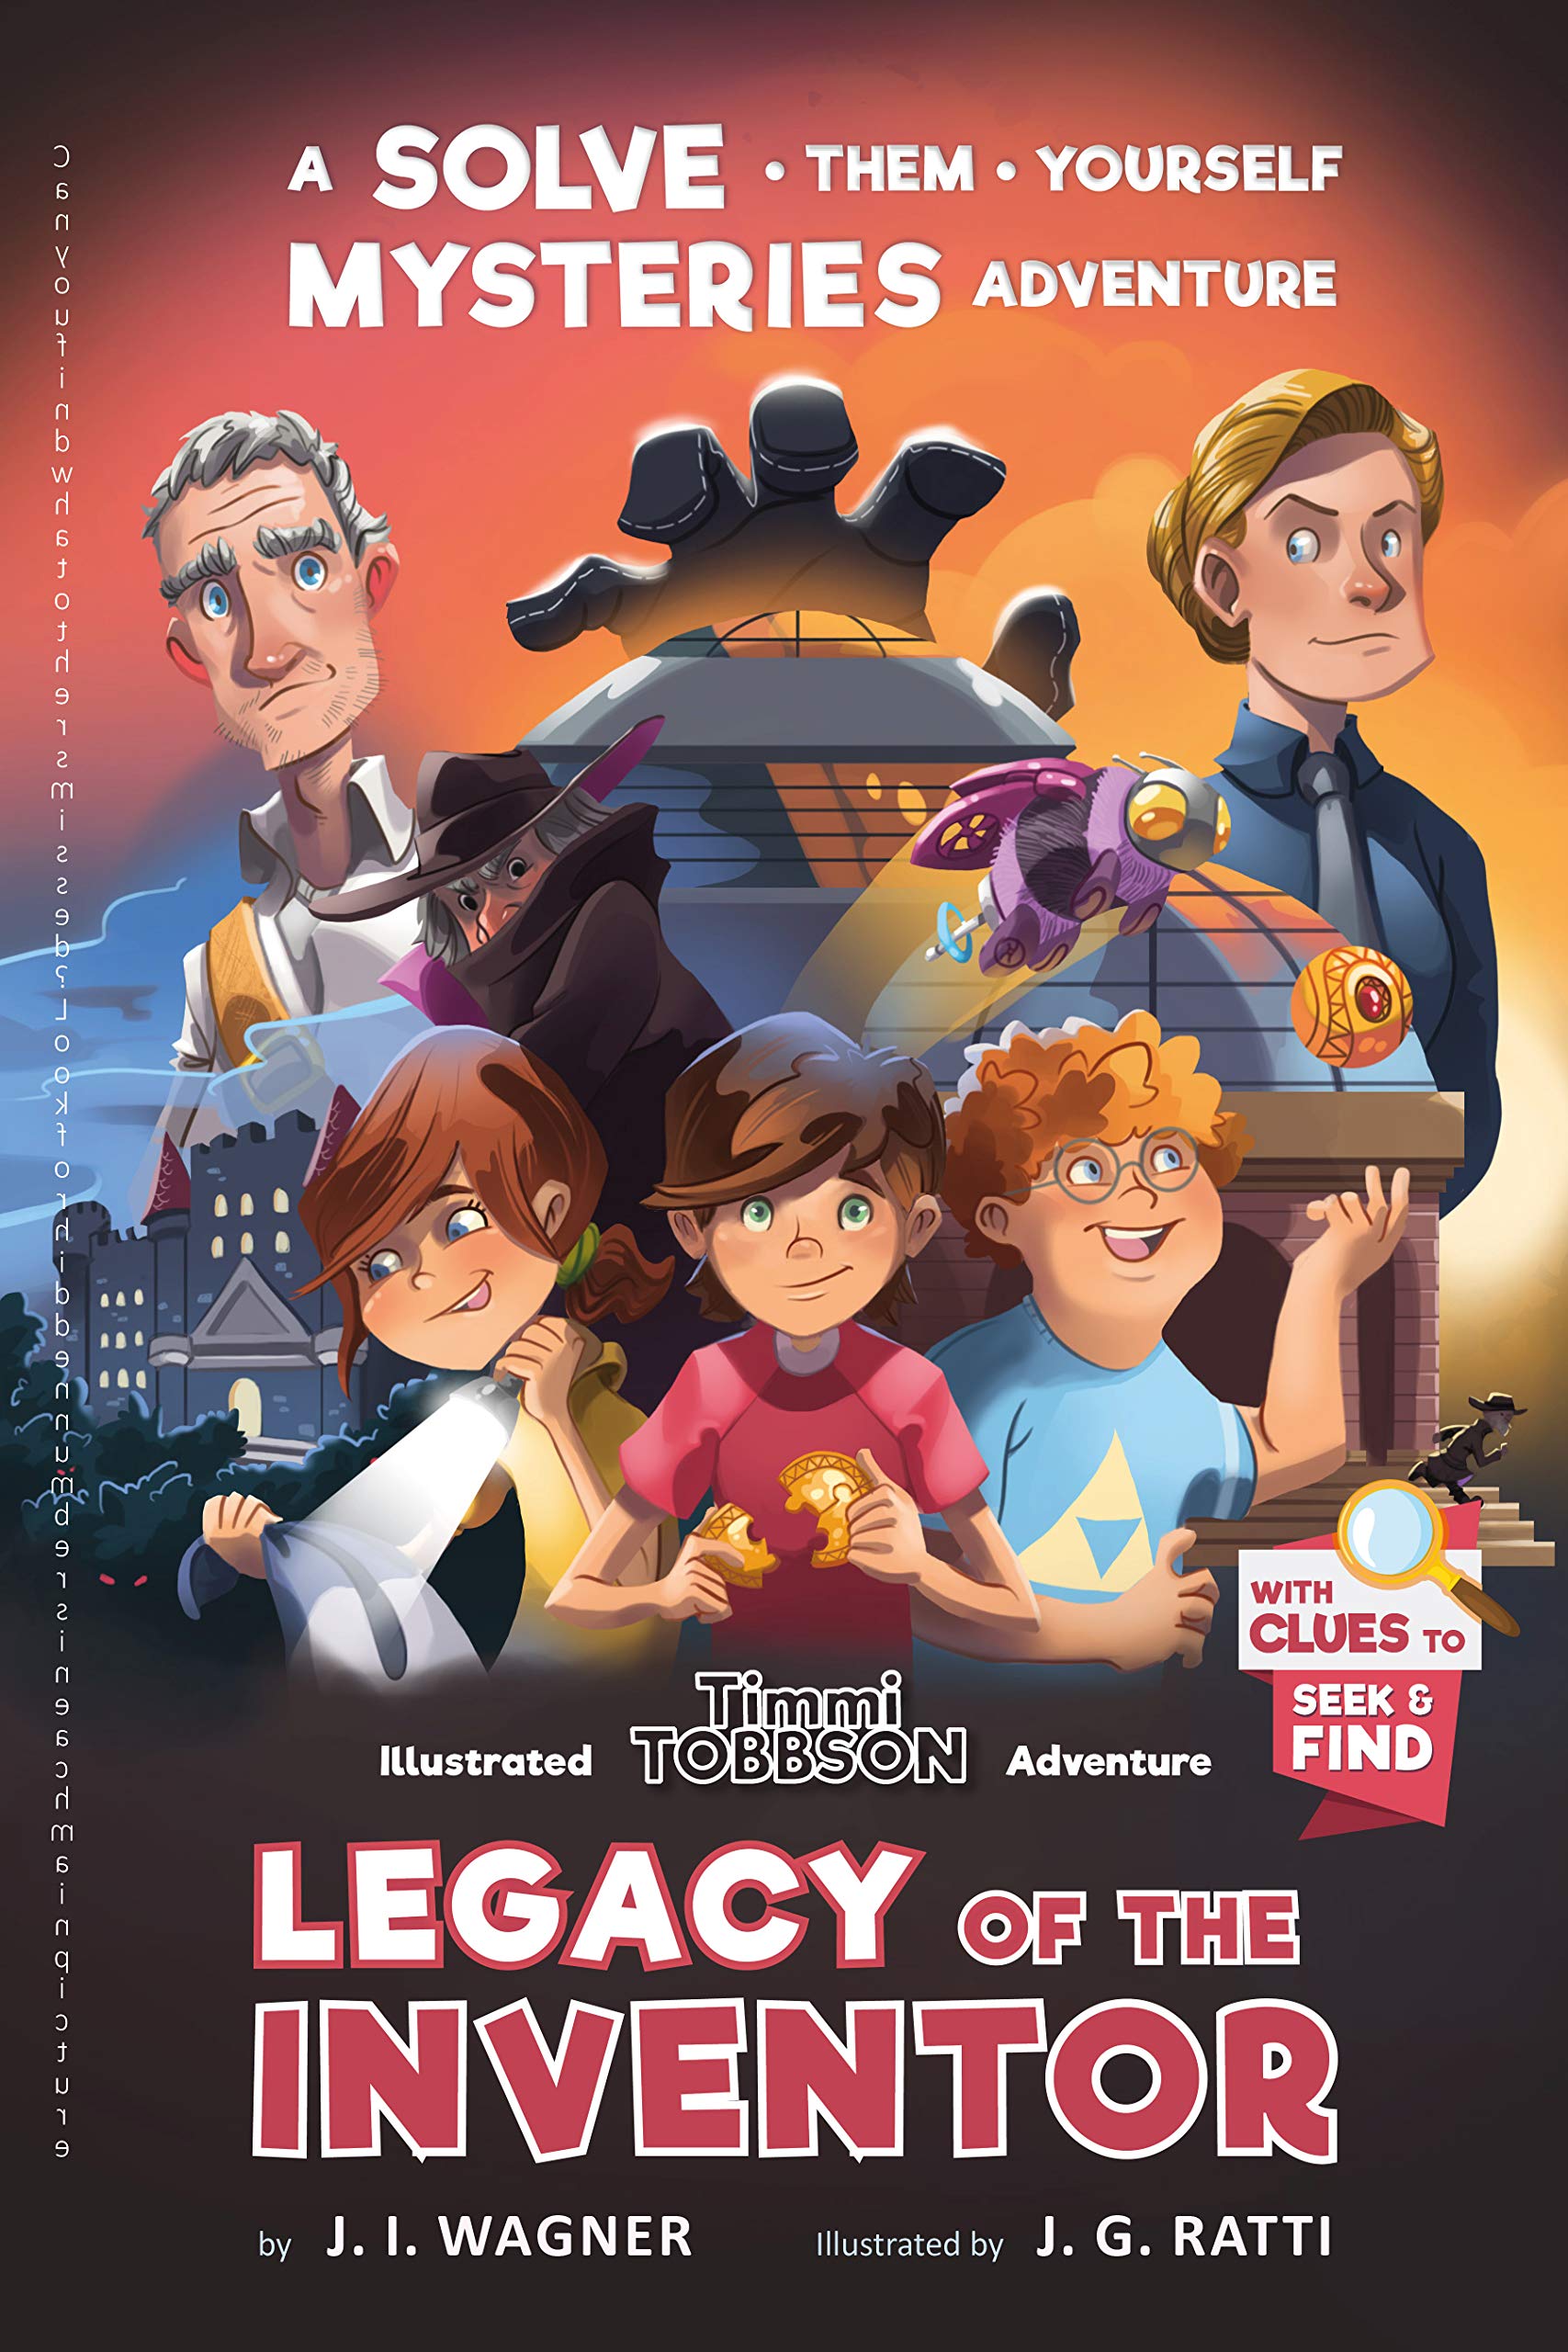 A SOLVE • THEM • YOURSELF
MYSTERIES ADVENTURE
Canyoufindwhatothersmissed?Lookforhiddennumbersineachmainpicture
WITH
CLUES TO
SEEK &
FIND
Illustrated Timmi TOBBSON Adventure
LEGACY OF THE
INVENTOR
by J. I. WAGNER Illustrated by J. G. RATTI